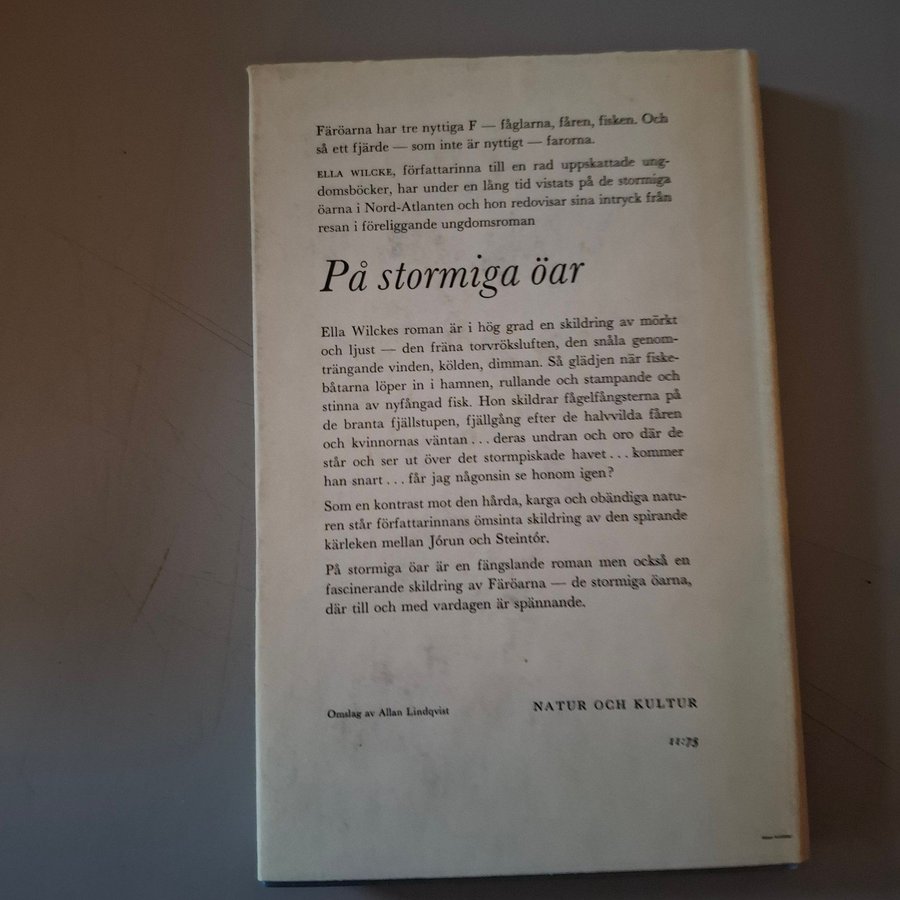 Färöarna har tre nyttiga F — fåglarna, fåren, fisken. Och
så ett fjärde — som inte är nyttigt — farorna.
ELLA WILCKE, författarinna till en rad uppskattade ung-
domsböcker, har under en lång tid vistats på de stormiga
öarna i Nord-Atlanten och hon redovisar sina intryck från
resan i föreliggande ungdomsroman
På stormiga öar
Ella Wilckes roman är i hög grad en skildring av mörkt
och ljust — den fräna torvröksluften, den snåla genom-
trängande vinden, kölden, dimman. Så glädjen när fiske-
båtarna löper in i hamnen, rullande och stampande och
stinna av nyfångad fisk. Hon skildrar fågelfångsterna på
de branta fjällstupen, fjällgång efter de halvvilda fåren
och kvinnornas väntan . . . deras undran och oro där de
står och ser ut över det stormpiskade havet . . . kommer
han snart . . . får jag någonsin se honom igen?
Som en kontrast mot den hårda, karga och obändiga natu-
ren står författarinnans ömsinta skildring av den spirande
kärleken mellan Jórun och Steintór.
På stormiga öar är en fängslande roman men också en
fascinerande skildring av Färöarna — de stormiga öarna,
där till och med vardagen är spännande.
Omslag av Allan Lindqvist
NATUR OCH KULTUR
11:75